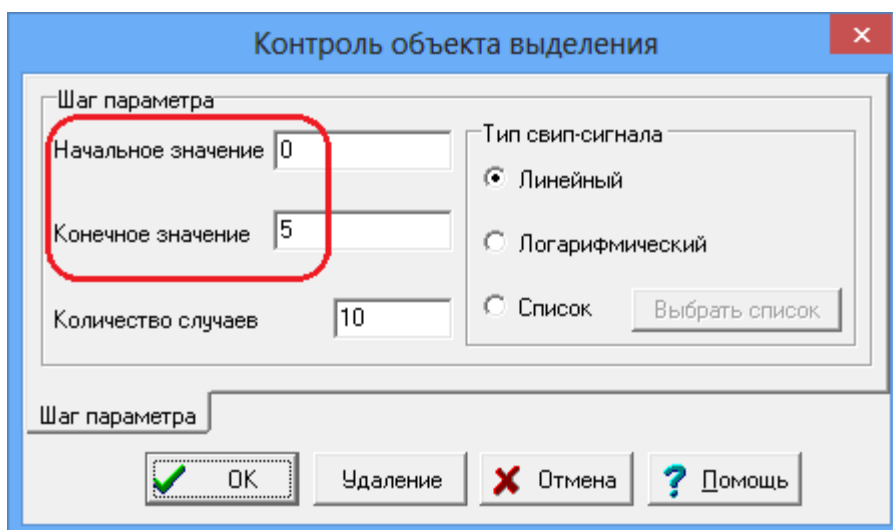 Контроль объекта выделения
Шаг параметра
Начальное значение 0
Конечное значение 5
Количество случаев 10
Тип свип-сигнала
Линейный
Логарифмический
Список Выбрать список
Шаг параметра
OK Удаление Отмена Помощь